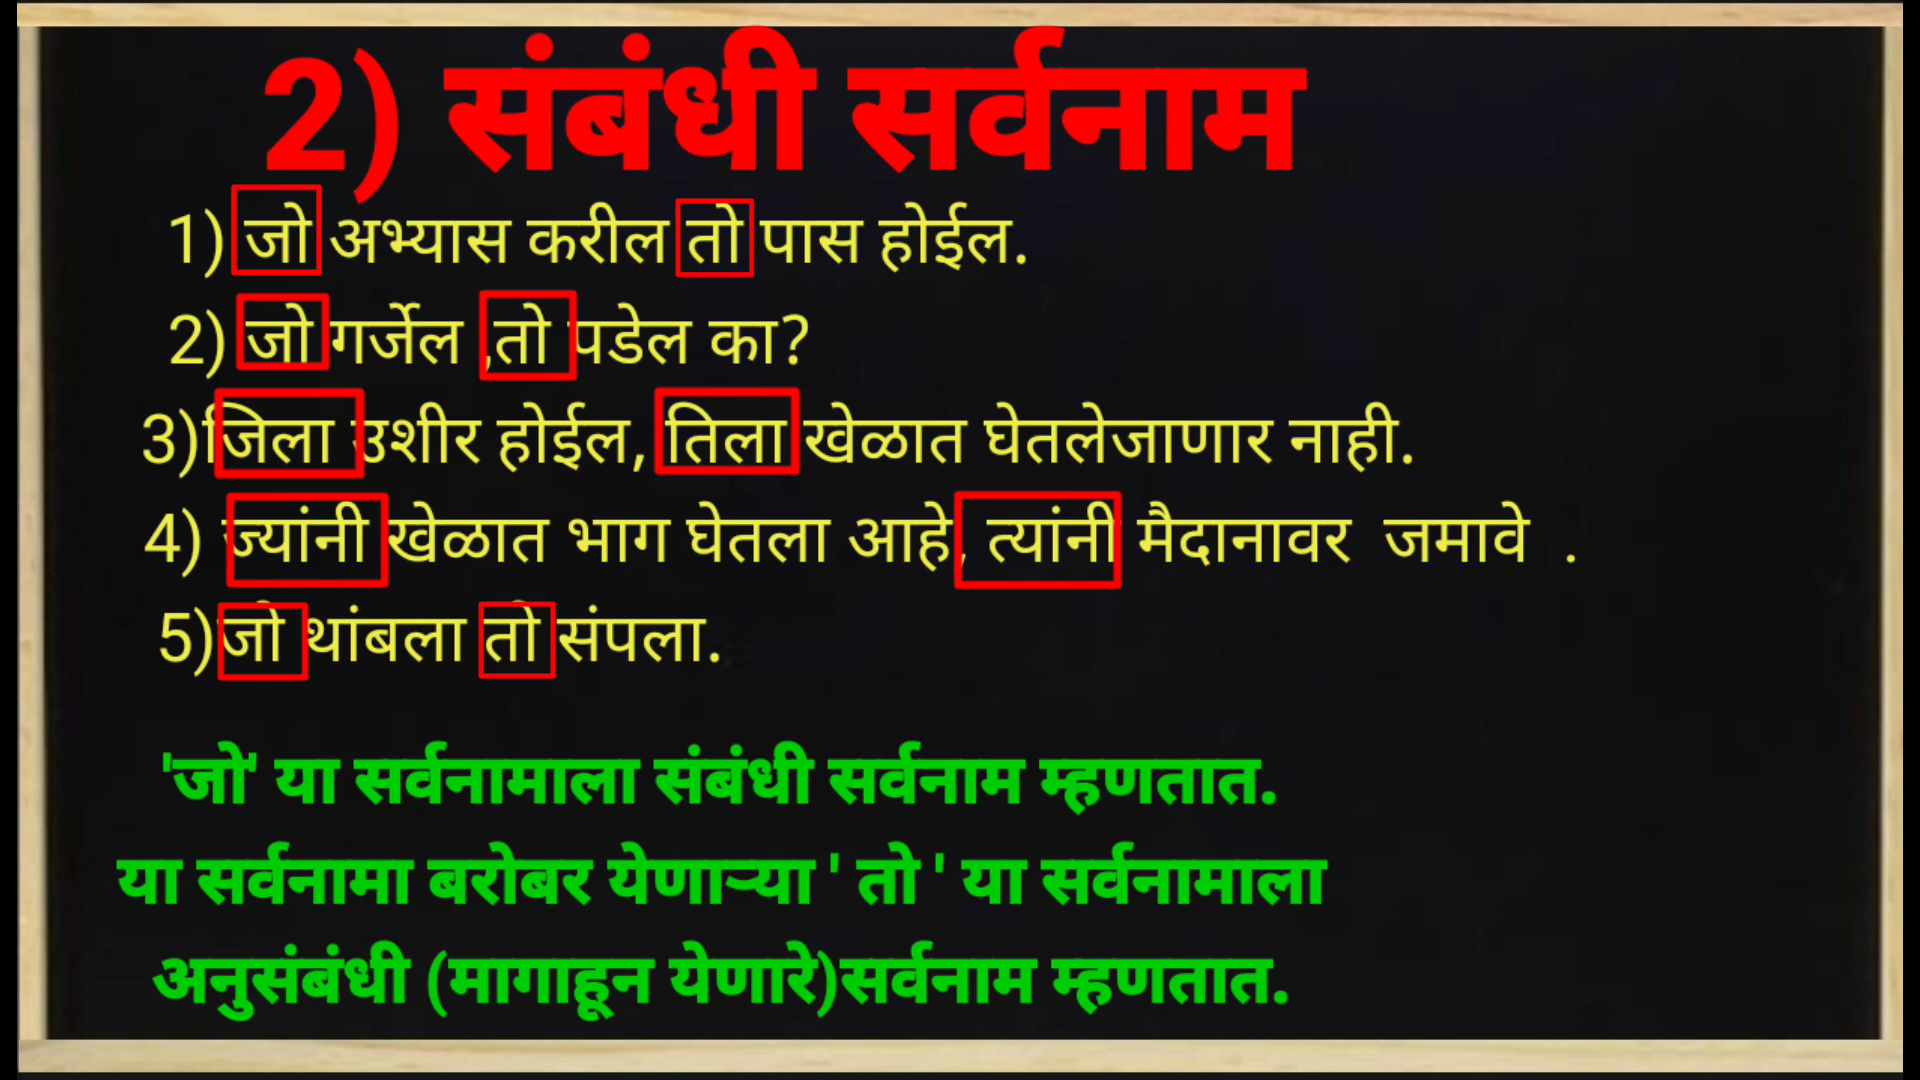 2) संबंधी सर्वनाम
1) जो अभ्यास करील तो पास होईल.
2) जो गर्जेल ,तो पडेल का?
3)जिला उशीर होईल, तिला खेळात घेतलेजाणार नाही.
4) ज्यांनी खेळात भाग घेतला आहे, त्यांनी मैदानावर जमावे .
5)जो थांबला तो संपला.
'जो' या सर्वनामाला संबंधी सर्वनाम म्हणतात.
या सर्वनामा बरोबर येणाऱ्या ' तो ' या सर्वनामाला
अनुसंबंधी (मागाहून येणारे)सर्वनाम म्हणतात.